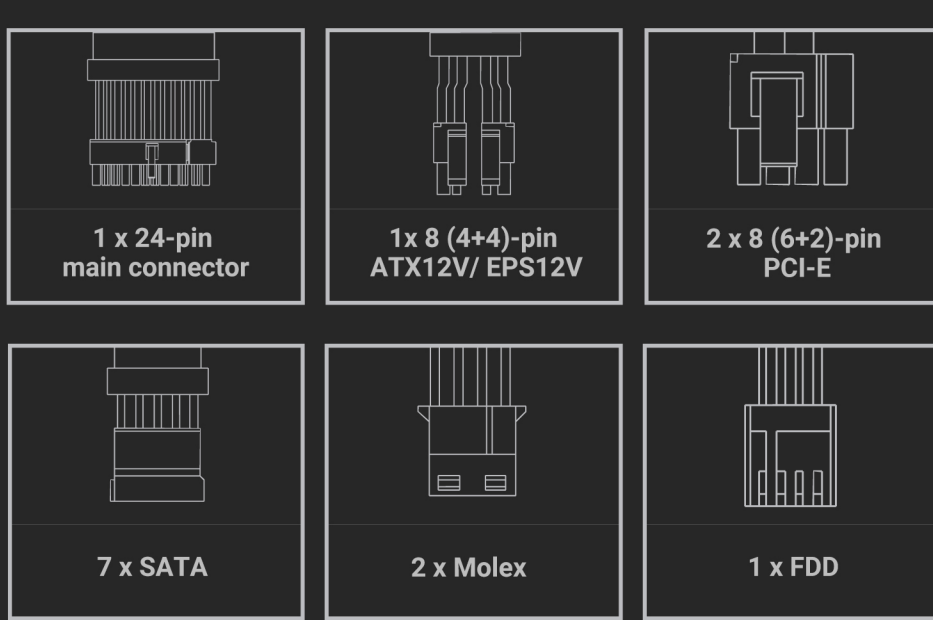 1 x 24-pin
main connector
1x 8 (4+4)-pin
ATX12V/ EPS12V
2 x 8 (6+2)-pin
PCI-E
7 x SATA
2 x Molex
1 x FDD